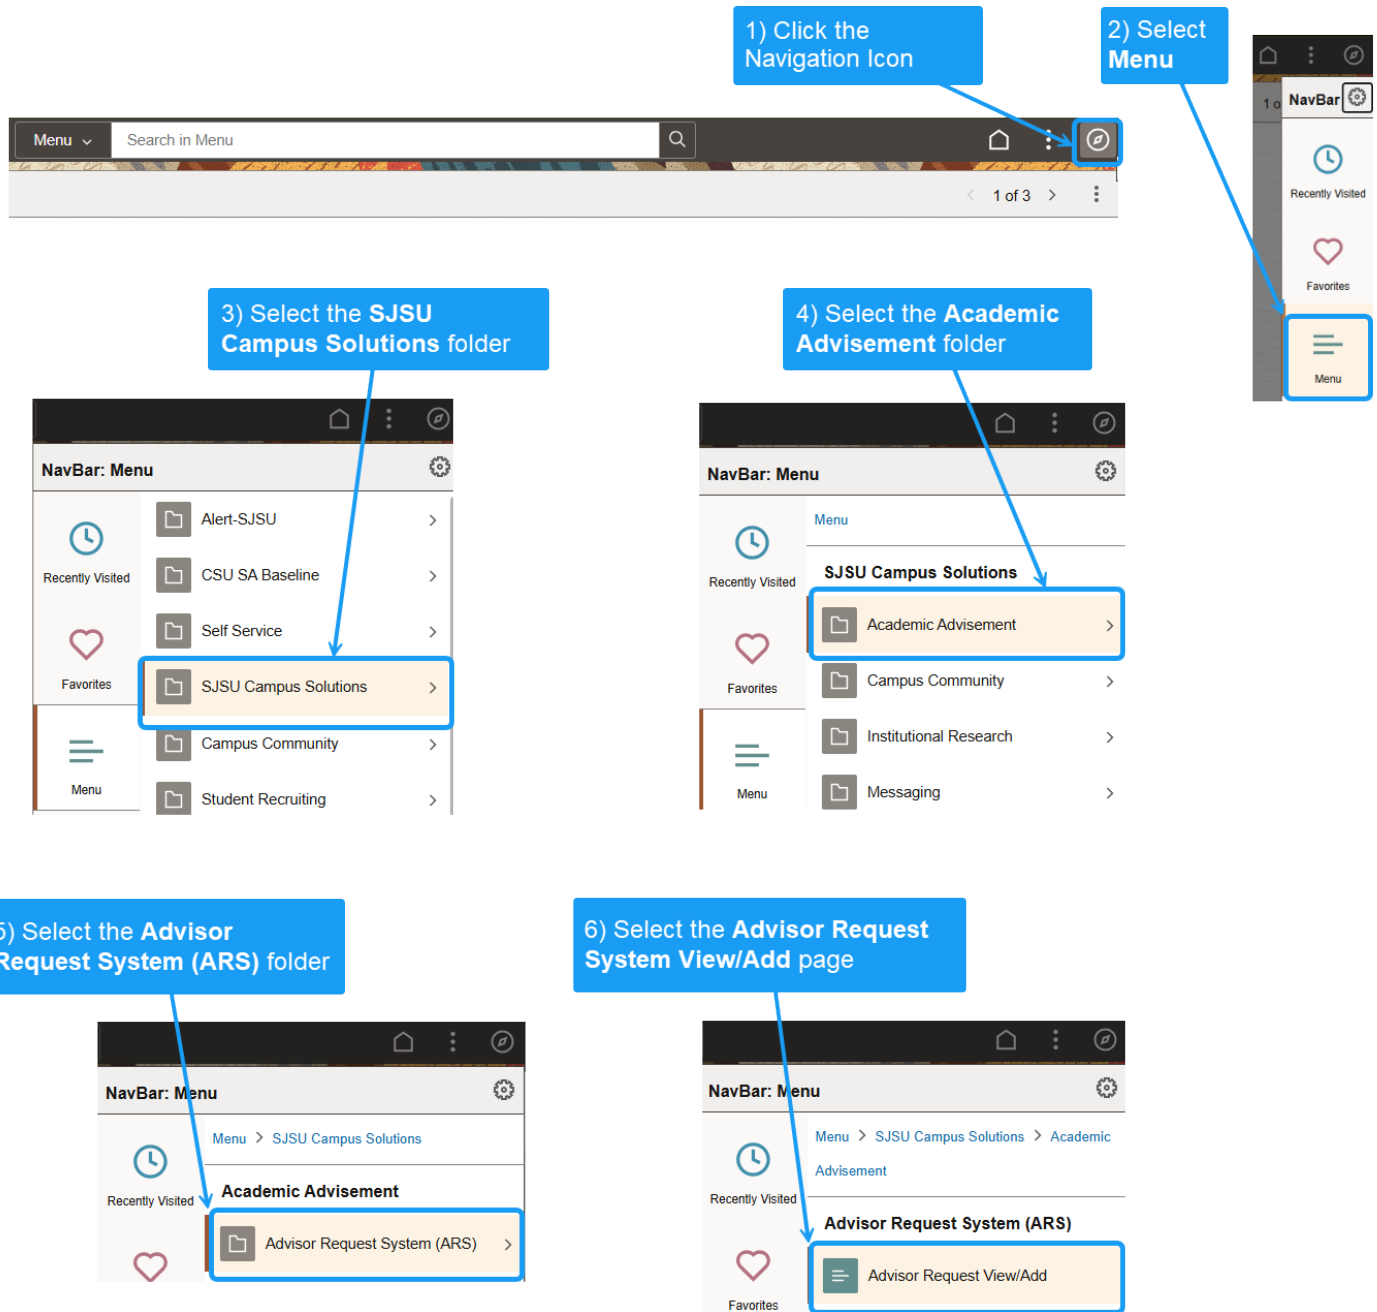 1) Click the
Navigation Icon
2) Select
Menu
NavBar
1 o
Recently Visited
Favorites
Menu
Menu
Search in Menu
1 of 3
3) Select the SJSU
Campus Solutions folder
4) Select the Academic
Advisement folder
NavBar: Menu
Recently Visited
Favorites
Menu
Alert-SJSU
CSU SA Baseline
Self Service
SJSU Campus Solutions
Campus Community
Student Recruiting
NavBar: Menu
Recently Visited
Favorites
Menu
Menu
SJSU Campus Solutions
Academic Advisement
Campus Community
Institutional Research
Messaging
5) Select the Advisor
Request System (ARS) folder
6) Select the Advisor Request
System View/Add page
NavBar: Menu
Recently Visited
Menu > SJSU Campus Solutions
Academic Advisement
Advisor Request System (ARS)
NavBar: Menu
Recently Visited
Favorites
Menu > SJSU Campus Solutions > Academic
Advisement
Advisor Request System (ARS)
Advisor Request View/Add